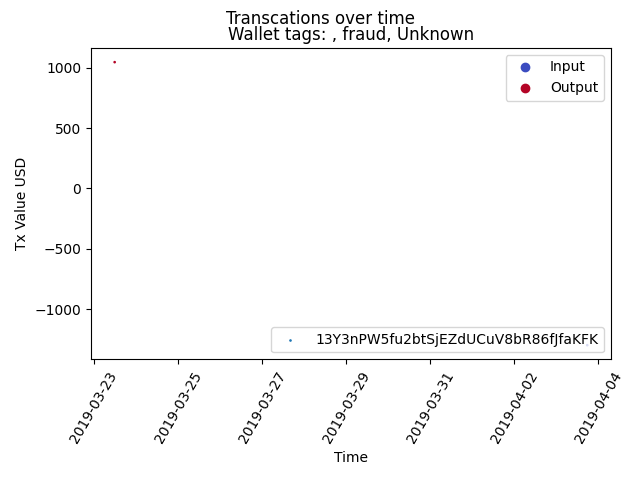 Transcations over time
Wallet tags: , fraud, Unknown
Input
Output
1000
500
0
−500
−1000
Tx Value USD
13Y3nPW5fu2btSjEZdUCuV8bR86fJfaKFK
2019-03-23
2019-03-25
2019-03-27
2019-03-29
2019-03-31
2019-04-02
2019-04-04
Time